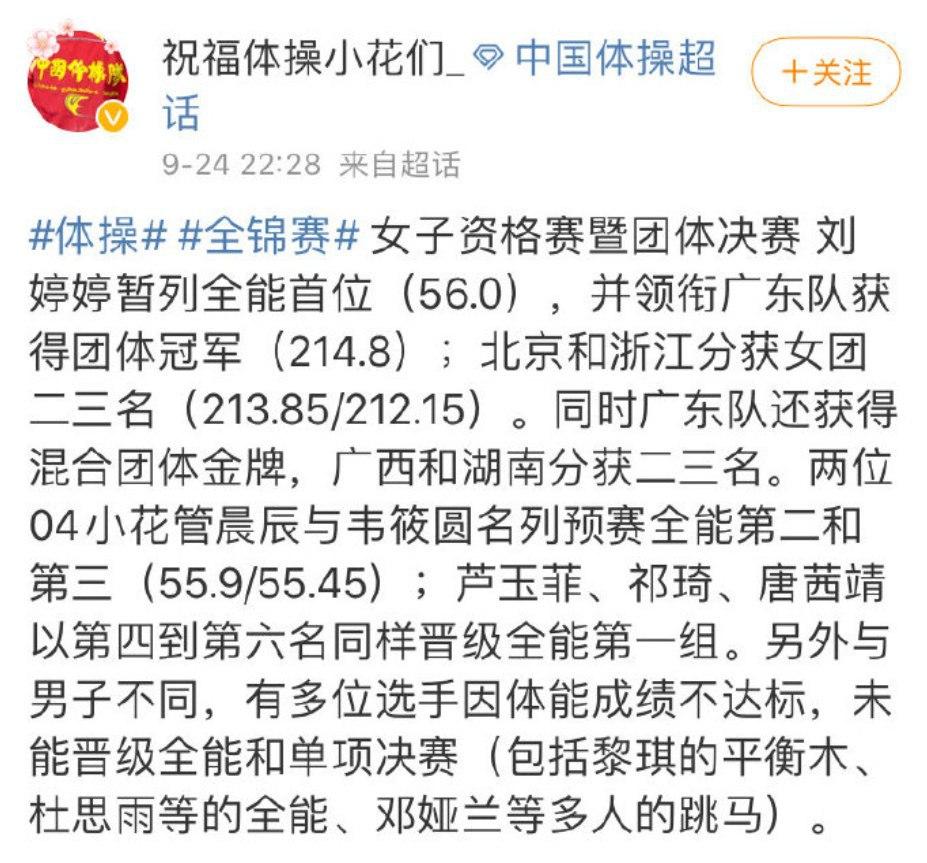 中国体操队
祝福体操小花们_ 中国体操超
话
+关注
9-24 22:28 来自超话
#体操# #全锦赛# 女子资格赛暨团体决赛 刘
婷婷暂列全能首位（56.0），并领衔广东队获
得团体冠军（214.8）；北京和浙江分获女团
二三名（213.85/212.15）。同时广东队还获得
混合团体金牌，广西和湖南分获二三名。两位
04小花管晨辰与韦筱圆名列预赛全能第二和
第三（55.9/55.45）；芦玉菲、祁琦、唐茜靖
以第四到第六名同样晋级全能第一组。另外与
男子不同，有多位选手因体能成绩不达标，未
能晋级全能和单项决赛（包括黎琪的平衡木、
杜思雨等的全能、邓娅兰等多人的跳马）。